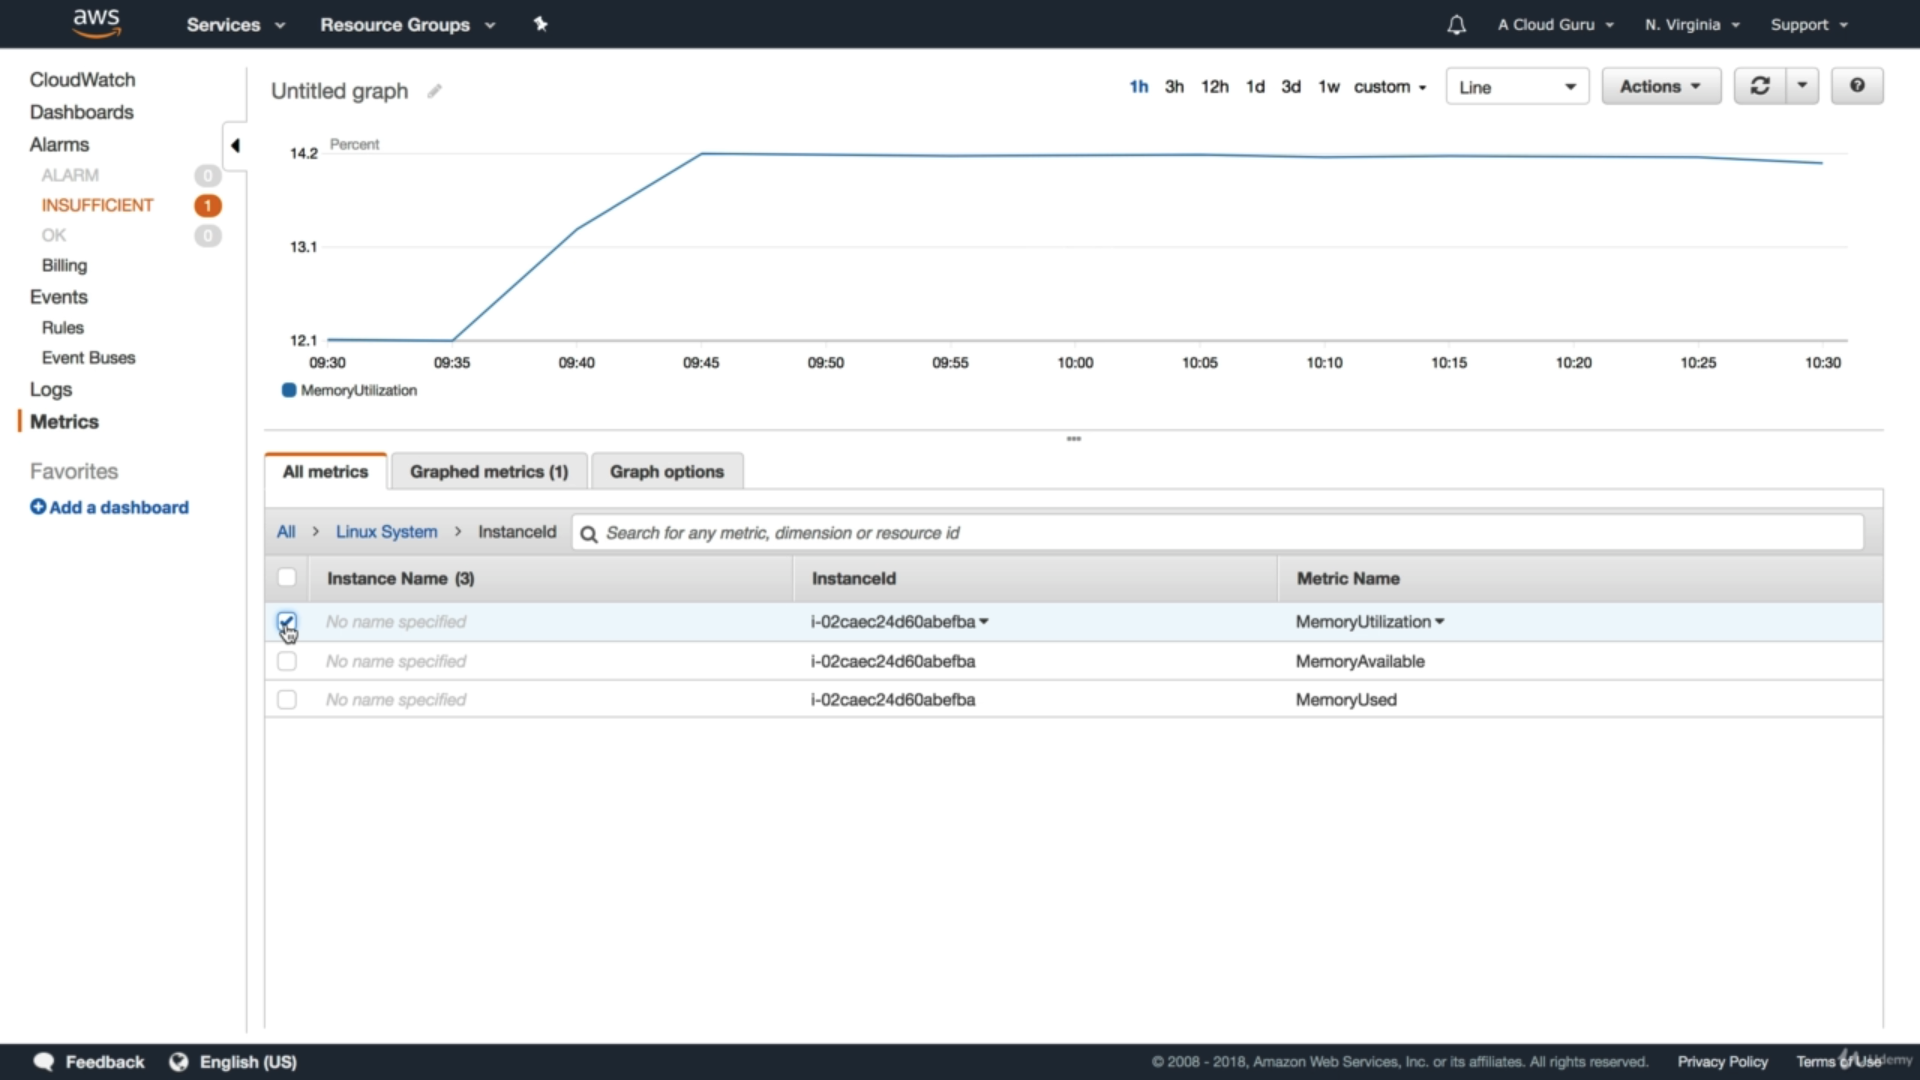 aws Services Resource Groups A Cloud Guru N. Virginia Support
CloudWatch
Dashboards
Alarms
ALARM 0
INSUFFICIENT 1
OK 0
Billing
Events
Rules
Event Buses
Logs
Metrics
Favorites
Add a dashboard
Untitled graph 1h 3h 12h 1d 3d 1w custom Line Actions ?
Percent
14.2
13.1
12.1
09:30 09:35 09:40 09:45 09:50 09:55 10:00 10:05 10:10 10:15 10:20 10:25 10:30
MemoryUtilization
All metrics Graphed metrics (1) Graph options
All > Linux System > InstanceId Search for any metric, dimension or resource id
Instance Name (3) InstanceId Metric Name
No name specified i-02caec24d60abefba MemoryUtilization
No name specified i-02caec24d60abefba MemoryAvailable
No name specified i-02caec24d60abefba MemoryUsed
Feedback English (US) © 2008 - 2018, Amazon Web Services, Inc. or its affiliates. All rights reserved. Privacy Policy Terms of Use